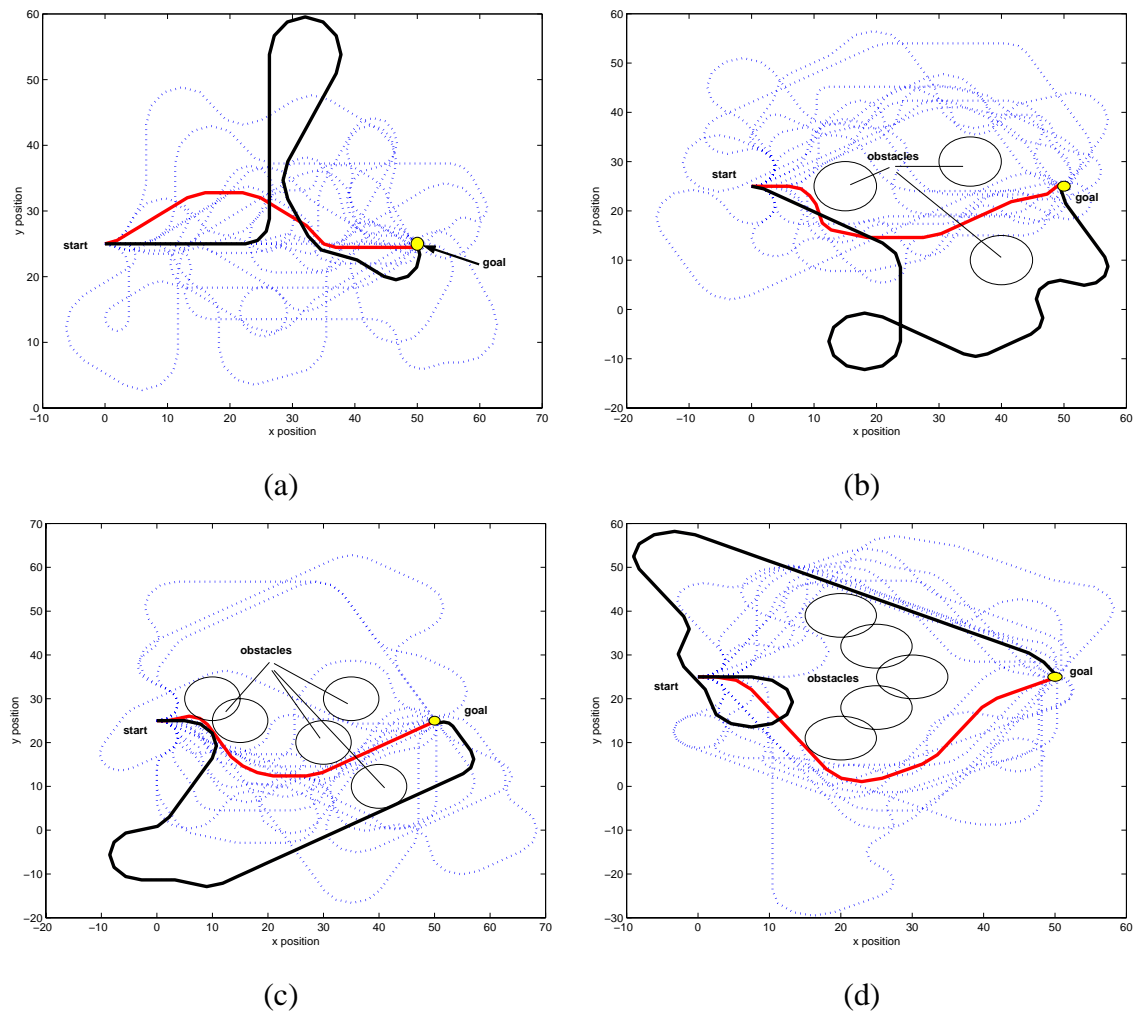 60
50
40
30
20
10
0
y position
start
goal
−10 0 10 20 30 40 50 60 70
x position
(a)
60
50
40
30
20
10
0
−10
−20
y position
obstacles
start
goal
−10 0 10 20 30 40 50 60
x position
(b)
70
60
50
40
30
20
10
0
−10
−20
y position
obstacles
start
goal
−20 −10 0 10 20 30 40 50 60 70
x position
(c)
60
50
40
30
20
10
0
−10
−20
−30
y position
start
obstacles
goal
−10 0 10 20 30 40 50 60
x position
(d)